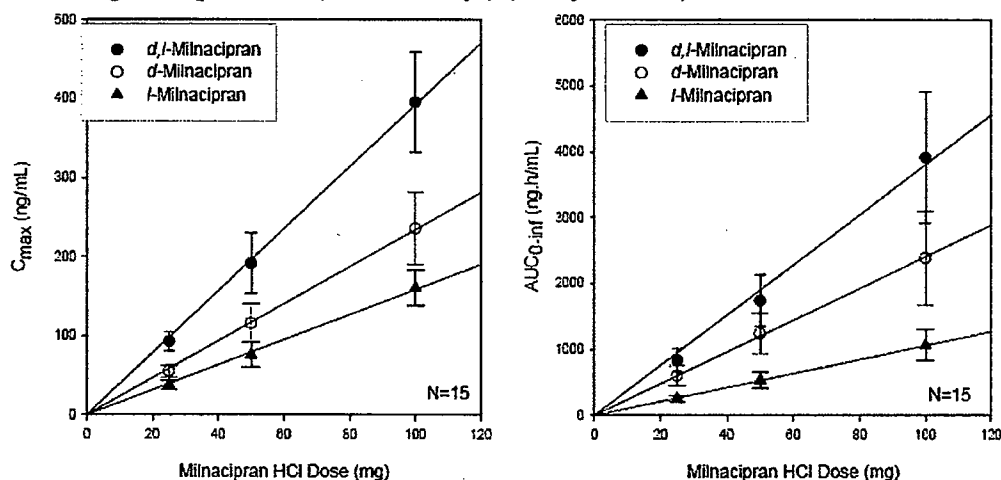 500
400
300
200
100
0
Cmax (ng/mL)
● d,l-Milnacipran
○ d-Milnacipran
▲ l-Milnacipran
N=15
0 20 40 60 80 100 120
Milnacipran HCl Dose (mg)
6000
5000
4000
3000
2000
1000
0
AUC0-inf (ng.h/mL)
● d,l-Milnacipran
○ d-Milnacipran
▲ l-Milnacipran
N=15
0 20 40 60 80 100 120
Milnacipran HCl Dose (mg)